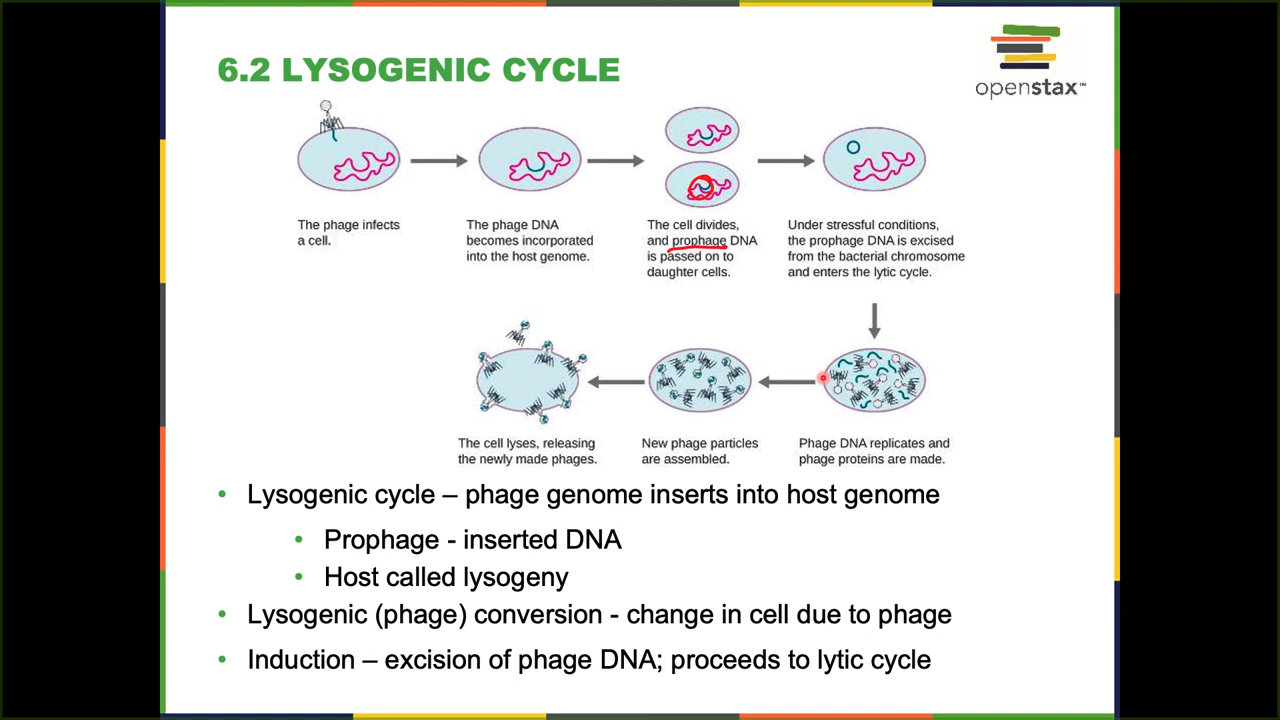 6.2 LYSOGENIC CYCLE
openstax™
The phage infects
a cell.
The phage DNA
becomes incorporated
into the host genome.
The cell divides,
and prophage DNA
is passed on to
daughter cells.
Under stressful conditions,
the prophage DNA is excised
from the bacterial chromosome
and enters the lytic cycle.
The cell lyses, releasing
the newly made phages.
New phage particles
are assembled.
Phage DNA replicates and
phage proteins are made.
• Lysogenic cycle – phage genome inserts into host genome
• Prophage - inserted DNA
• Host called lysogeny
• Lysogenic (phage) conversion - change in cell due to phage
• Induction – excision of phage DNA; proceeds to lytic cycle